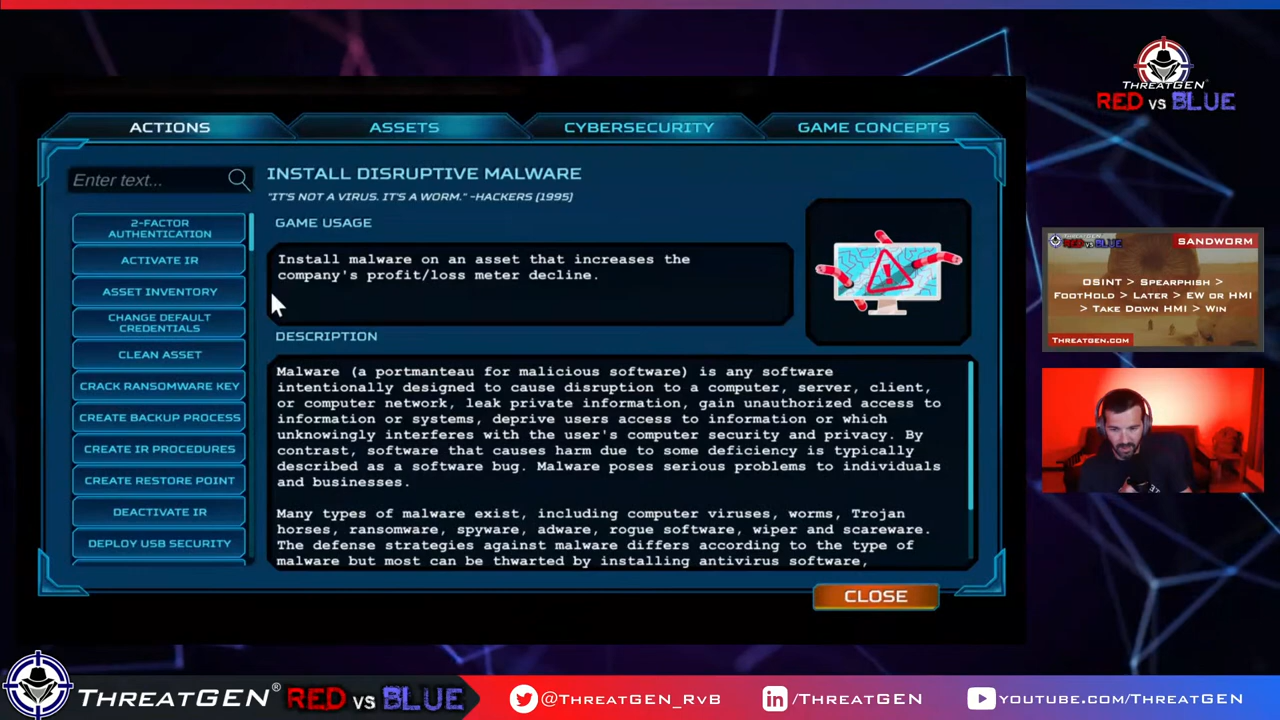 THREATGEN®
RED VS BLUE
ACTIONS
ASSETS
CYBERSECURITY
GAME CONCEPTS
Enter text...
2-FACTOR
AUTHENTICATION
ACTIVATE IR
ASSET INVENTORY
CHANGE DEFAULT
CREDENTIALS
CLEAN ASSET
CRACK RANSOMWARE KEY
CREATE BACKUP PROCESS
CREATE IR PROCEDURES
CREATE RESTORE POINT
DEACTIVATE IR
DEPLOY USB SECURITY
INSTALL DISRUPTIVE MALWARE
"IT'S NOT A VIRUS. IT'S A WORM." -HACKERS (1995)
GAME USAGE
Install malware on an asset that increases the
company's profit/loss meter decline.
DESCRIPTION
Malware (a portmanteau for malicious software) is any software
intentionally designed to cause disruption to a computer, server, client,
or computer network, leak private information, gain unauthorized access to
information or systems, deprive users access to information or which
unknowingly interferes with the user's computer security and privacy. By
contrast, software that causes harm due to some deficiency is typically
described as a software bug. Malware poses serious problems to individuals
and businesses.
Many types of malware exist, including computer viruses, worms, Trojan
horses, ransomware, spyware, adware, rogue software, wiper and scareware.
The defense strategies against malware differs according to the type of
malware but most can be thwarted by installing antivirus software,
CLOSE
RED VS BLUE
SANDWORM
OSINT > SPEARPHISH >
FOOTHOLD > LATER > EW OR HMI
> TAKE DOWN HMI > WIN
THREATGEN.COM
THREATGEN® RED VS BLUE
@THREATGEN_RVB
/THREATGEN
YOUTUBE.COM/THREATGEN